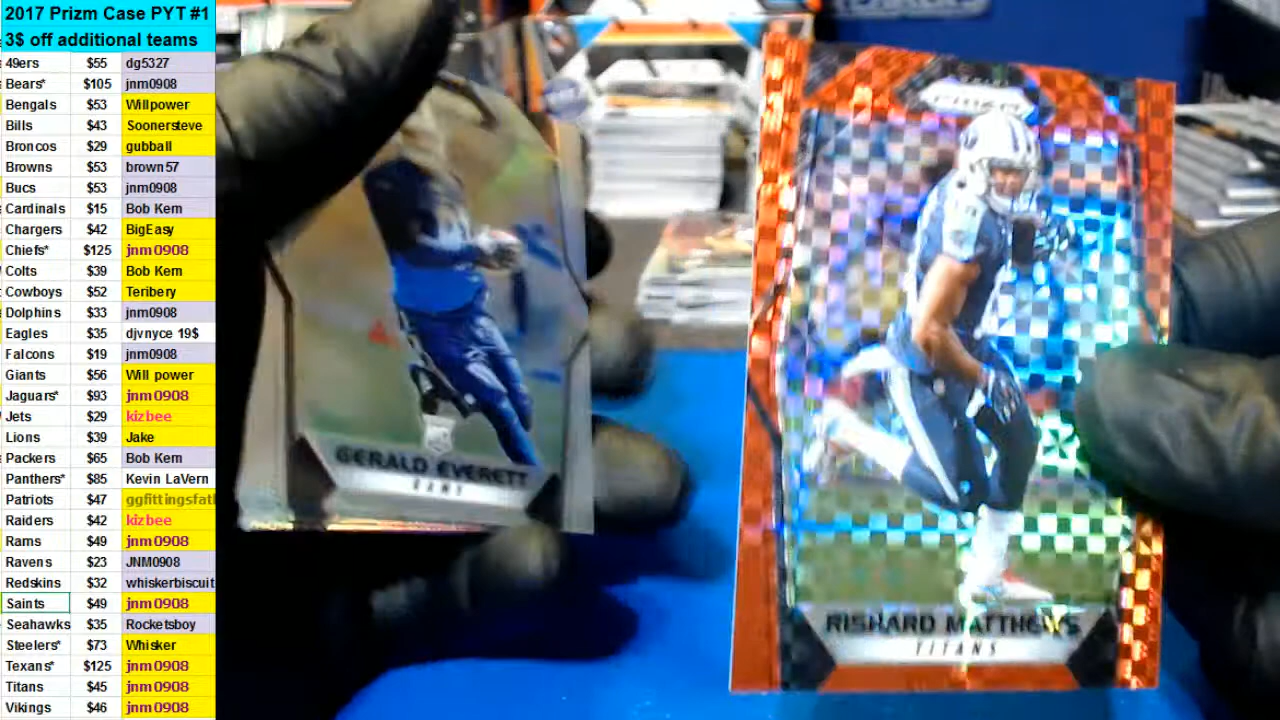 2017 Prizm Case PYT #1
3$ off additional teams
49ers $55 dg5327
Bears* $105 jnm0908
Bengals $53 Willpower
Bills $43 Soonersteve
Broncos $29 gubball
Browns $53 brown57
Bucs $53 jnm0908
Cardinals $15 Bob Kem
Chargers $42 BigEasy
Chiefs* $125 jnm0908
Colts $39 Bob Kem
Cowboys $52 Teribery
Dolphins $33 jnm0908
Eagles $35 djvnyce 19$
Falcons $19 jnm0908
Giants $56 Will power
Jaguars* $93 jnm0908
Jets $29 kizbee
Lions $39 Jake
Packers $65 Bob Kem
Panthers* $85 Kevin LaVern
Patriots $47 ggfittingsfatl
Raiders $42 kizbee
Rams $49 jnm0908
Ravens $23 JNM0908
Redskins $32 whiskerbiscuit
Saints $49 jnm0908
Seahawks $35 Rocketsboy
Steelers* $73 Whisker
Texans* $125 jnm0908
Titans $45 jnm0908
Vikings $46 jnm0908
GERALD EVERETT
RAMS
PRIZM
RISHARD MATTHEWS
TITANS